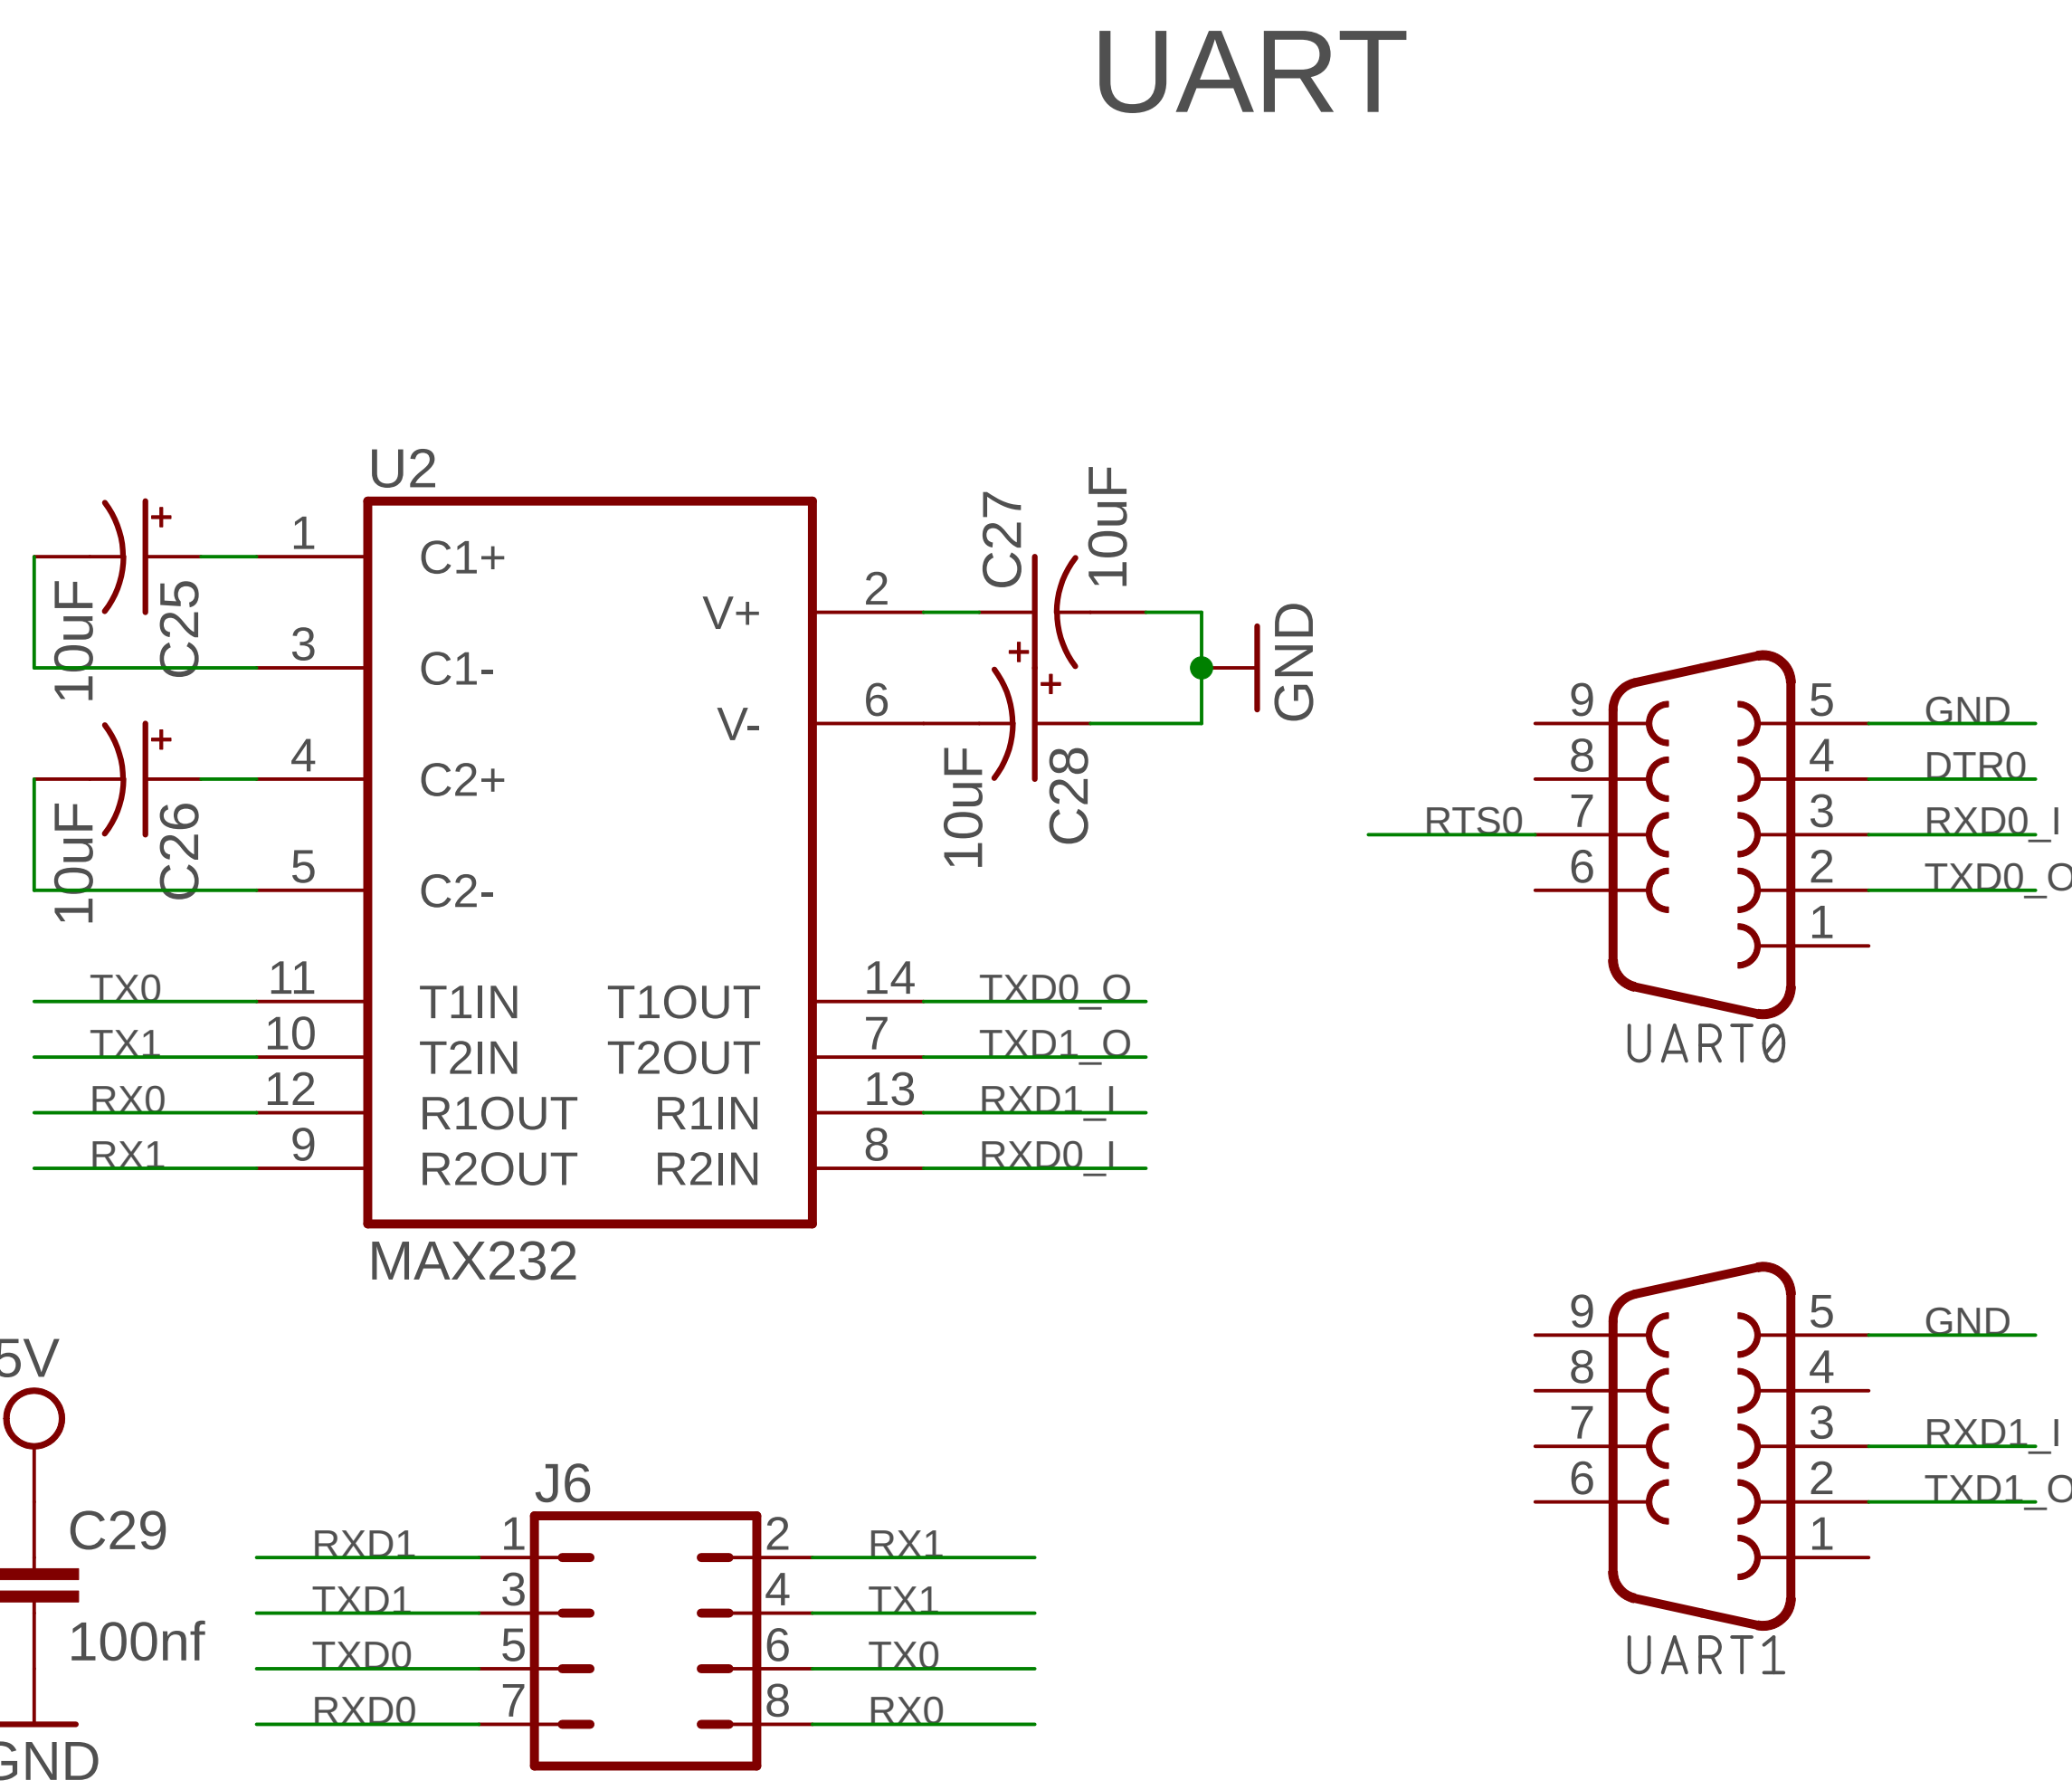 UART
U2
1
C1+
10uF
C25
3
C1-
4
C2+
10uF
C26
5
C2-
V+
2
C27
10uF
V-
6
10uF
C28
GND
TX0
11
T1IN
T1OUT
14
TXD0_O
TX1
10
T2IN
T2OUT
7
TXD1_O
RX0
12
R1OUT
R1IN
13
RXD1_I
RX1
9
R2OUT
R2IN
8
RXD0_I
MAX232
9
5
GND
8
4
DTR0
RTS0
7
3
RXD0_I
6
2
TXD0_O
1
UART0
9
5
GND
8
4
7
3
RXD1_I
6
2
TXD1_O
1
UART1
5V
C29
100nf
GND
J6
RXD1
1
2
RX1
TXD1
3
4
TX1
TXD0
5
6
TX0
RXD0
7
8
RX0